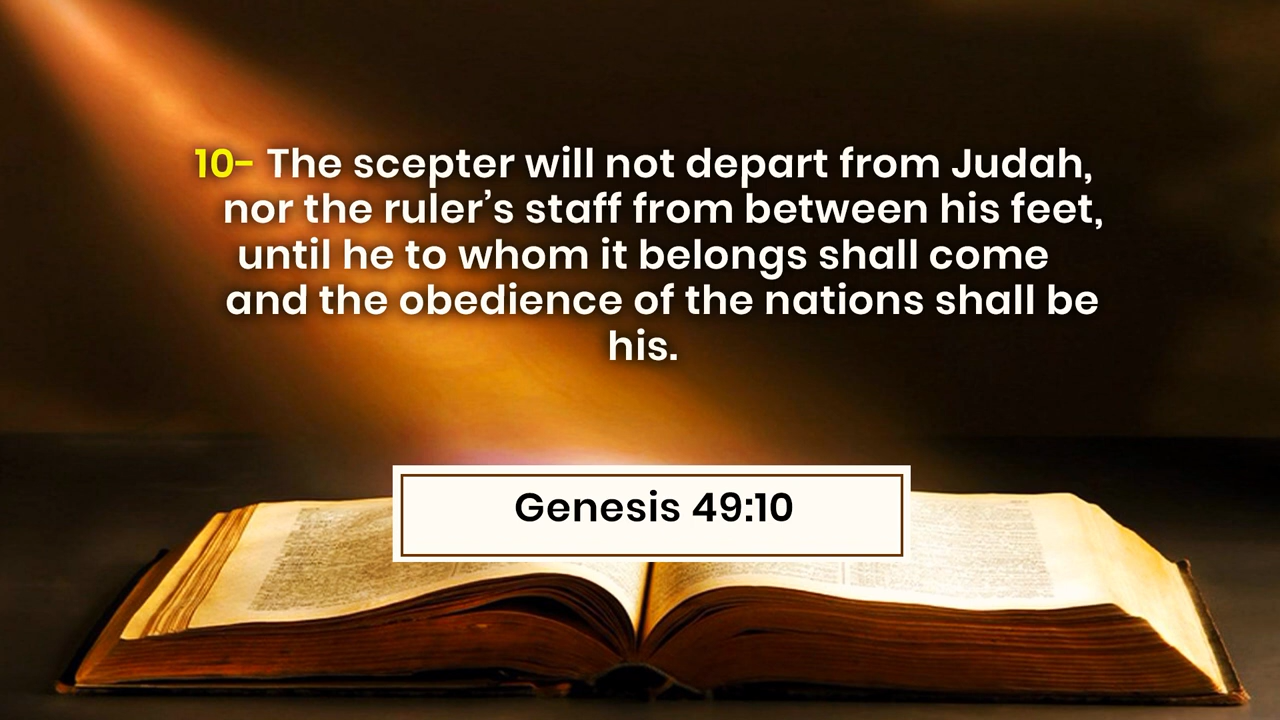 10- The scepter will not depart from Judah,
nor the ruler’s staff from between his feet,
until he to whom it belongs shall come
and the obedience of the nations shall be
his.
Genesis 49:10